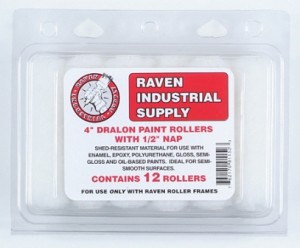 RAVEN
INDUSTRIAL
SUPPLY
4" DRALON PAINT ROLLERS
WITH 1/2" NAP
SHED-RESISTANT MATERIAL FOR USE WITH
ENAMEL, EPOXY, POLYURETHANE, GLOSS, SEMI-
GLOSS AND OIL-BASED PAINTS. IDEAL FOR SEMI-
SMOOTH SURFACES.
CONTAINS 12 ROLLERS
FOR USE ONLY WITH RAVEN ROLLER FRAMES